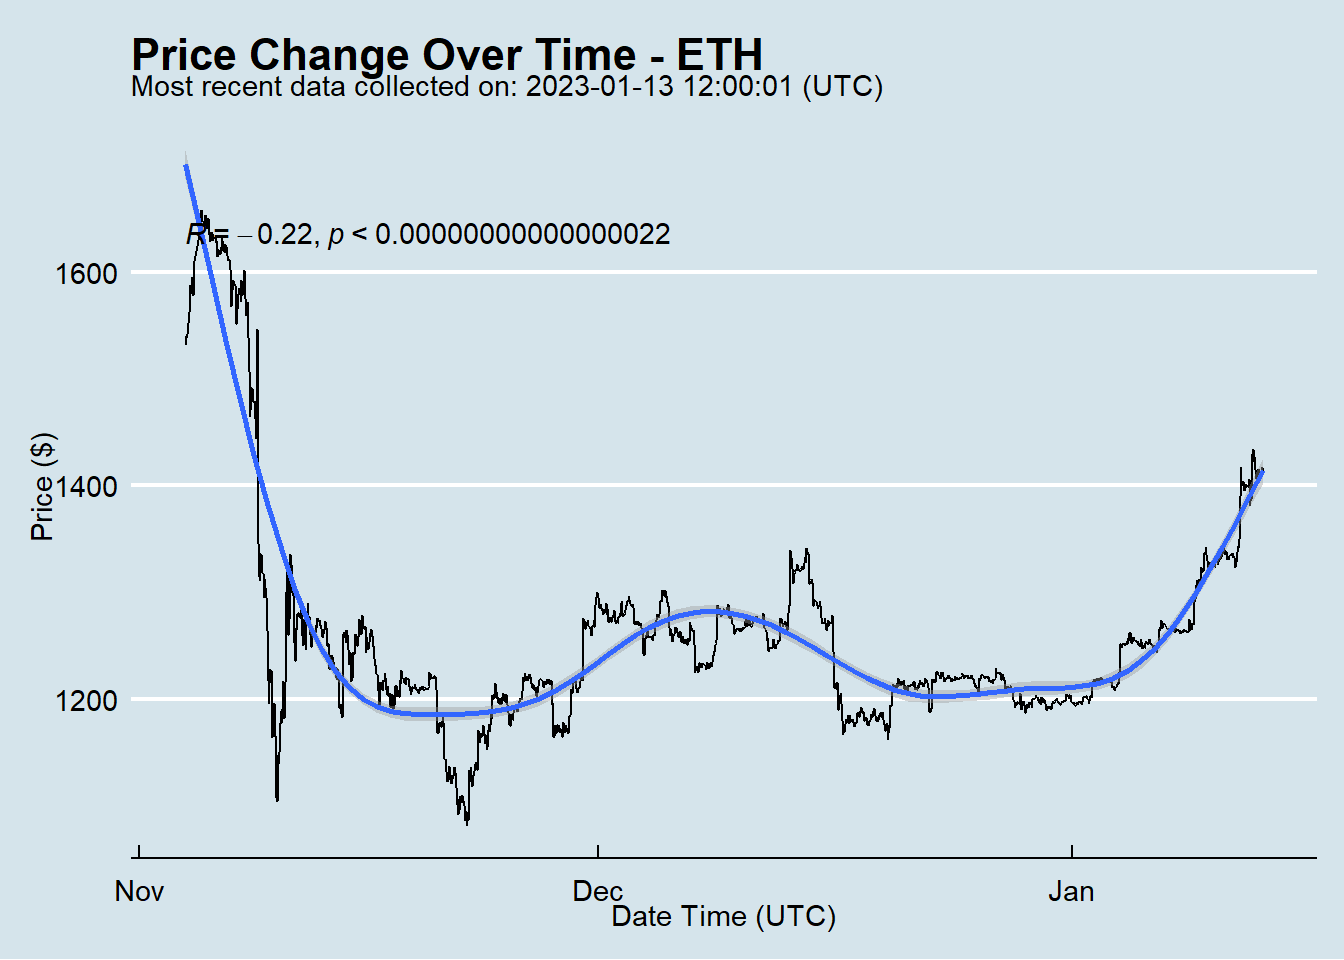 Price Change Over Time - ETH
Most recent data collected on: 2023-01-13 12:00:01 (UTC)
R = −0.22, p < 0.00000000000000022
1600
1400
1200
Price ($)
Nov
Dec
Jan
Date Time (UTC)